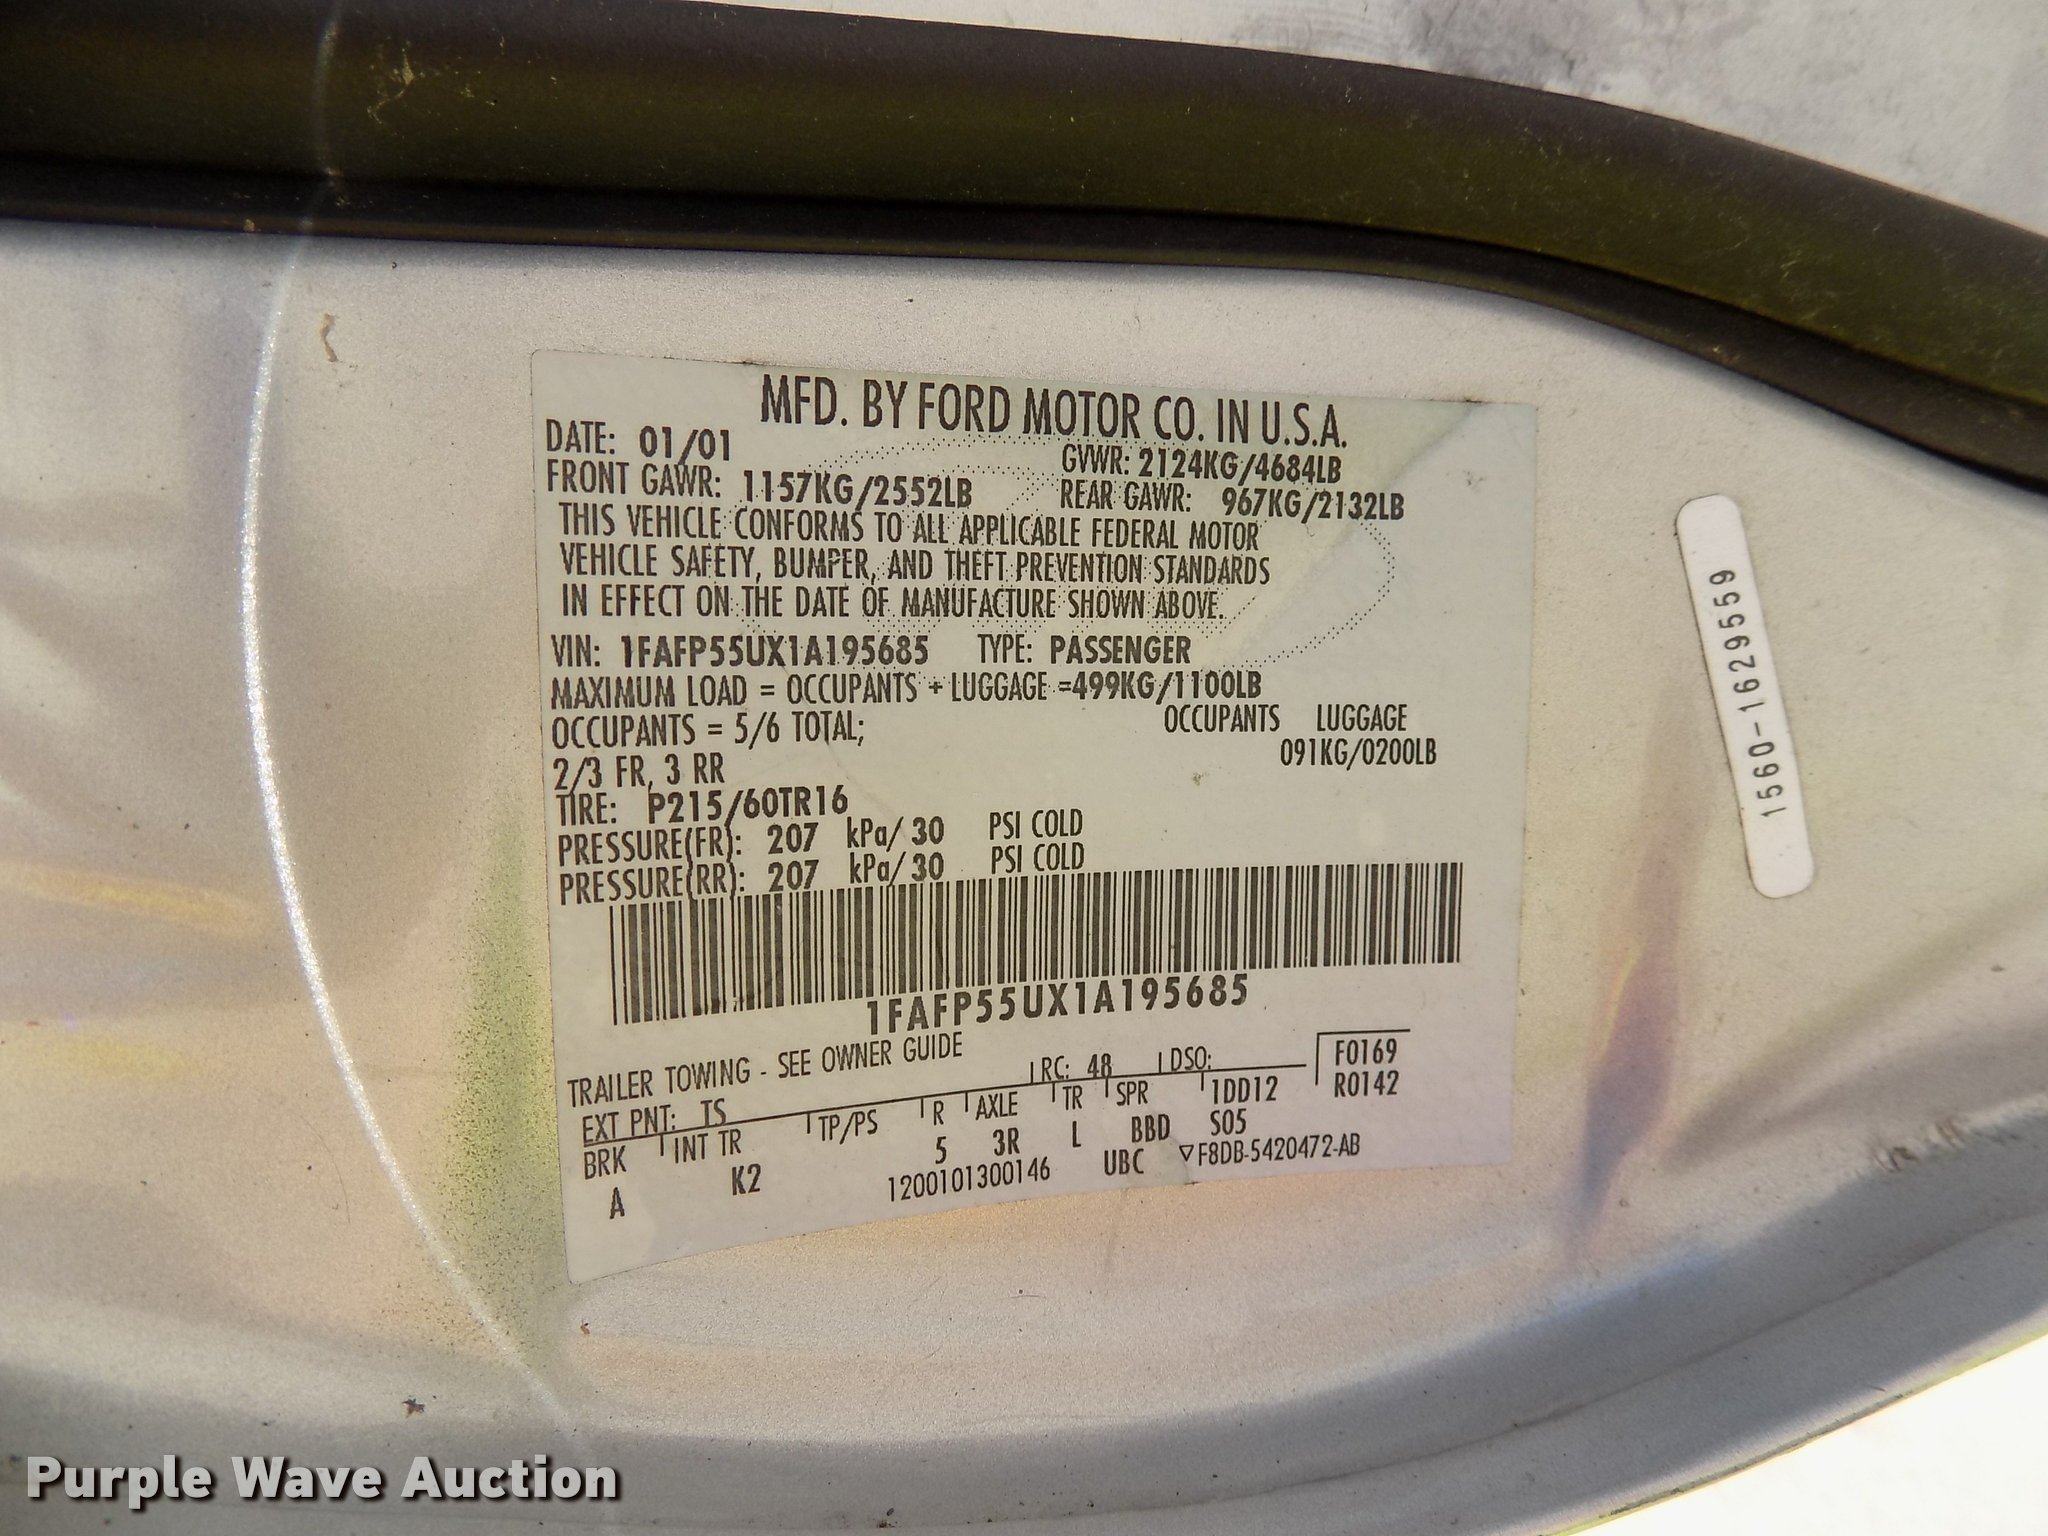 MFD. BY FORD MOTOR CO. IN U.S.A.
DATE: 01/01 GVWR: 2124KG/4684LB
FRONT GAWR: 1157KG/2552LB REAR GAWR: 967KG/2132LB
THIS VEHICLE CONFORMS TO ALL APPLICABLE FEDERAL MOTOR
VEHICLE SAFETY, BUMPER, AND THEFT PREVENTION STANDARDS
IN EFFECT ON THE DATE OF MANUFACTURE SHOWN ABOVE.
VIN: 1FAFP55UX1A195685 TYPE: PASSENGER
MAXIMUM LOAD = OCCUPANTS + LUGGAGE =499KG/1100LB
OCCUPANTS = 5/6 TOTAL; OCCUPANTS LUGGAGE
2/3 FR, 3 RR 091KG/0200LB
TIRE: P215/60TR16
PRESSURE(FR): 207 kPa/ 30 PSI COLD
PRESSURE(RR): 207 kPa/ 30 PSI COLD
1FAFP55UX1A195685
TRAILER TOWING - SEE OWNER GUIDE
EXT PNT: TS RC: 48 DSO: F0169
R0142
BRK INT TR TP/PS R AXLE TR SPR 1DD12
A K2 5 3R L BBD S05
1200101300146 UBC ▽F8DB-5420472-AB
1560-1629559
Purple Wave Auction